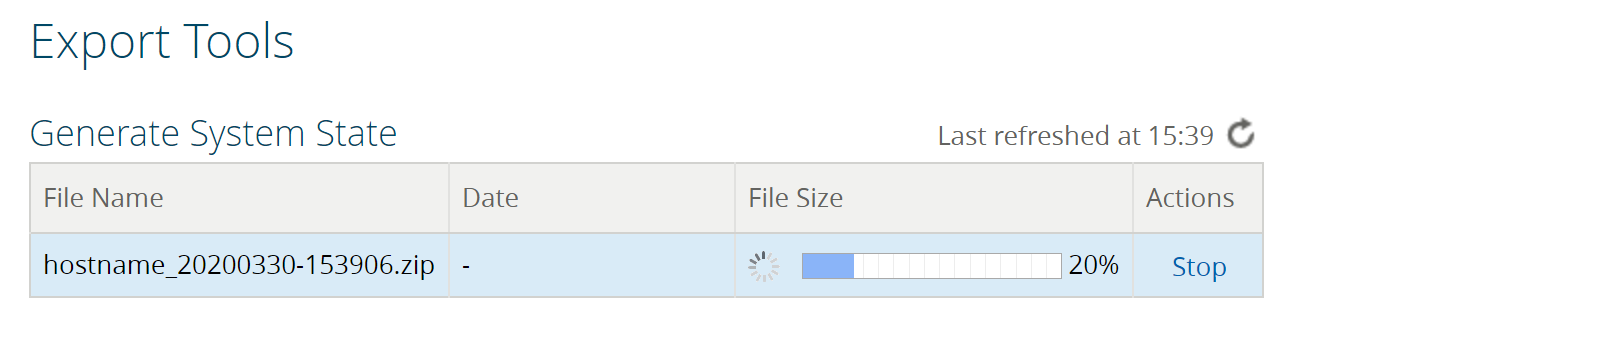 Export Tools
Generate System State
Last refreshed at 15:39
File Name Date File Size Actions
hostname_20200330-153906.zip - 20% Stop